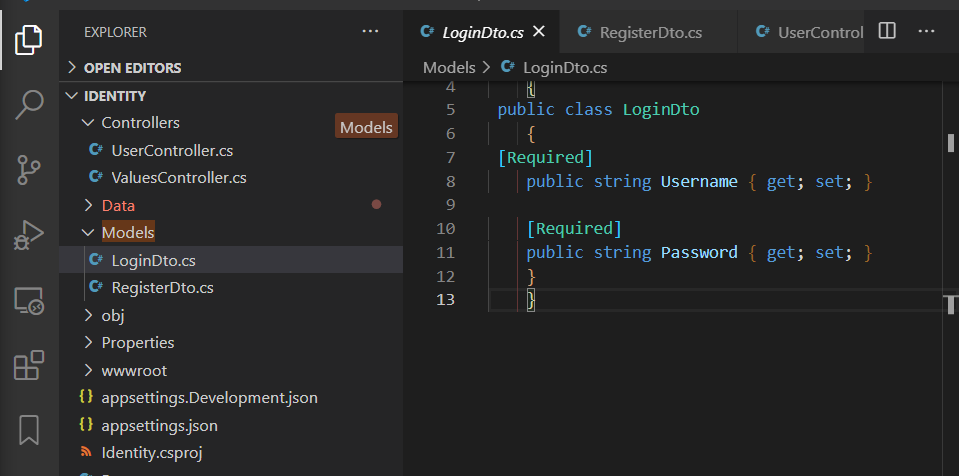 EXPLORER
OPEN EDITORS
IDENTITY
Controllers
Models
UserController.cs
ValuesController.cs
Data
Models
LoginDto.cs
RegisterDto.cs
obj
Properties
wwwroot
appsettings.Development.json
appsettings.json
Identity.csproj
LoginDto.cs RegisterDto.cs UserControl
Models > LoginDto.cs
4 {
5 public class LoginDto
6 {
7 [Required]
8 public string Username { get; set; }
9
10 [Required]
11 public string Password { get; set; }
12 }
13 }